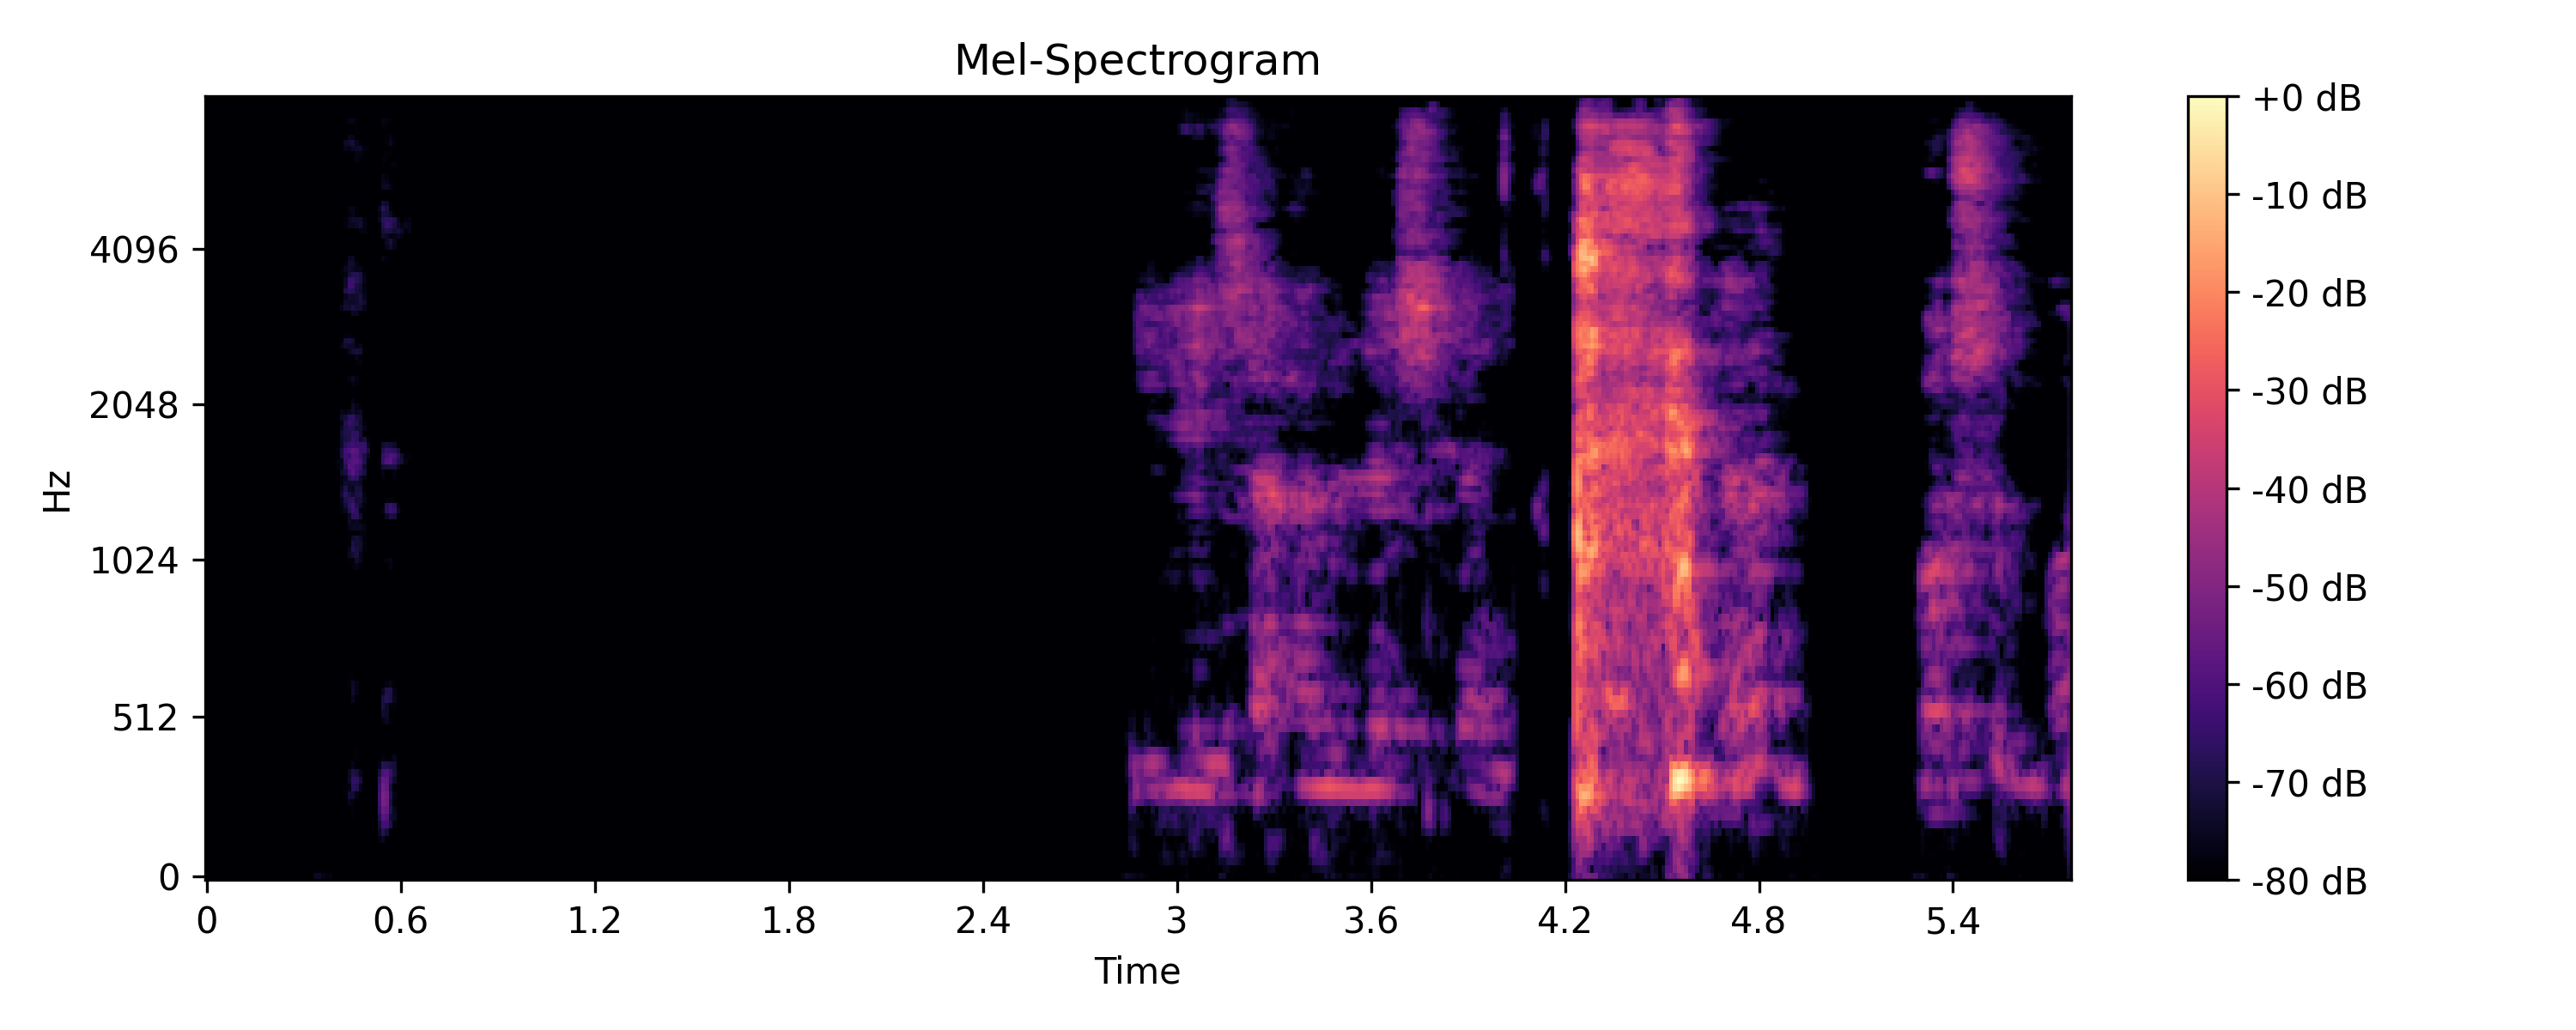 Mel-Spectrogram
+0 dB
-10 dB
-20 dB
-30 dB
-40 dB
-50 dB
-60 dB
-70 dB
-80 dB
Hz
4096
2048
1024
512
0
0 0.6 1.2 1.8 2.4 3 3.6 4.2 4.8 5.4
Time